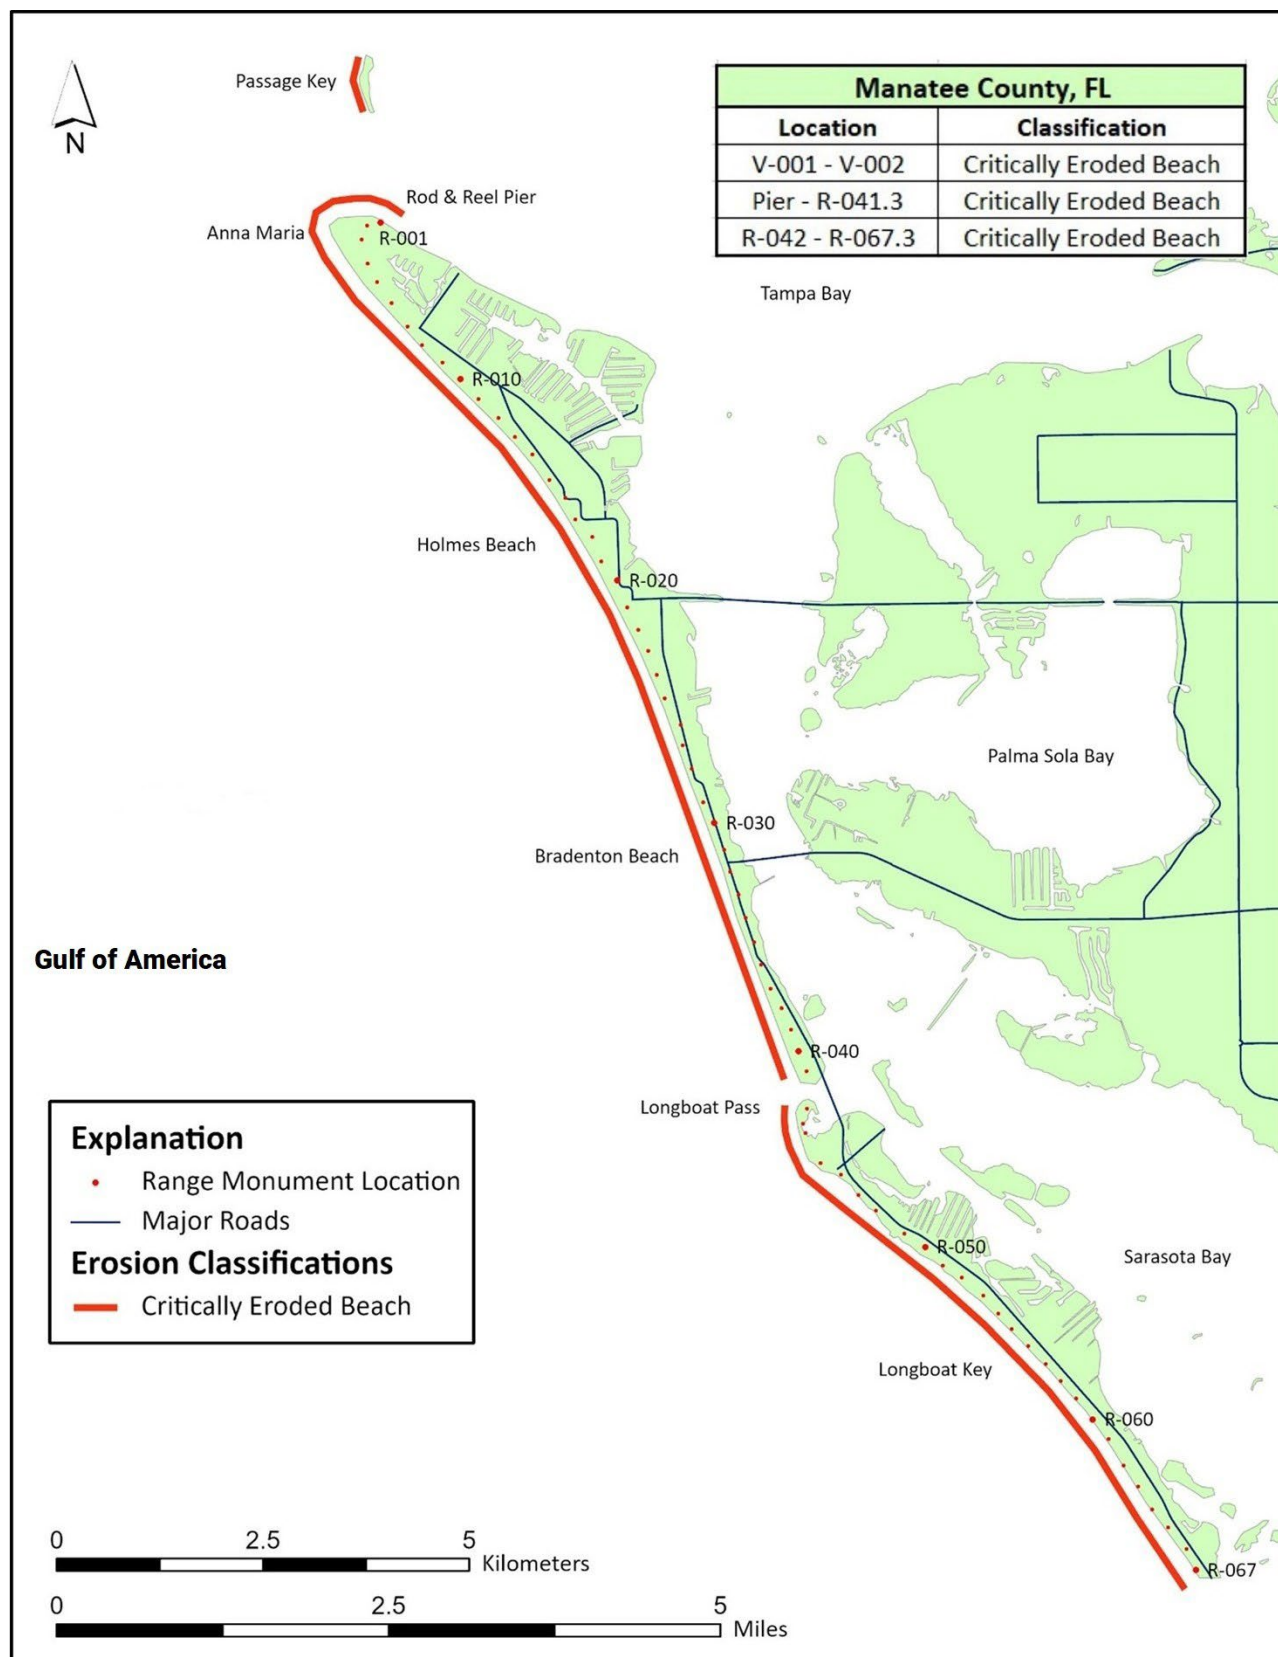 Passage Key
N
Manatee County, FL
Location Classification
V-001 - V-002 Critically Eroded Beach
Pier - R-041.3 Critically Eroded Beach
R-042 - R-067.3 Critically Eroded Beach
Rod & Reel Pier
Anna Maria
R-001
Tampa Bay
R-010
Holmes Beach
R-020
Palma Sola Bay
R-030
Bradenton Beach
Gulf of America
R-040
Longboat Pass
Explanation
Range Monument Location
Major Roads
Erosion Classifications
Critically Eroded Beach
R-050
Sarasota Bay
Longboat Key
R-060
R-067
0 2.5 5
Kilometers
0 2.5 5
Miles